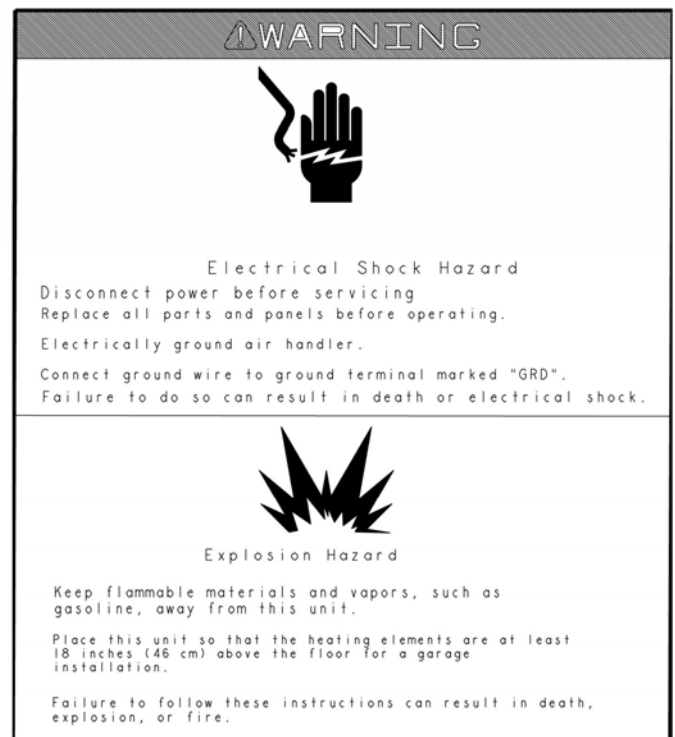 ⚠WARNING
Electrical Shock Hazard
Disconnect power before servicing
Replace all parts and panels before operating.
Electrically ground air handler.
Connect ground wire to ground terminal marked "GRD".
Failure to do so can result in death or electrical shock.
Explosion Hazard
Keep flammable materials and vapors, such as
gasoline, away from this unit.
Place this unit so that the heating elements are at least
18 inches (46 cm) above the floor for a garage
installation.
Failure to follow these instructions can result in death,
explosion, or fire.